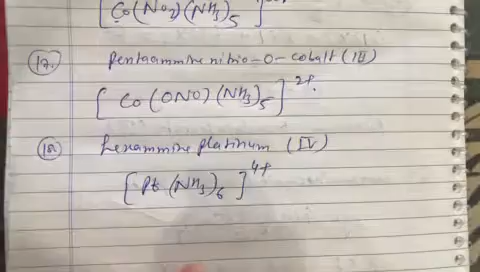 [Co(NO2)(NH3)5
17. Pentaammine nitrio-O-cobalt(III)
[Co(ONO)(NH3)5]2+.
18. hexammine platinum (IV)
[Pt(NH3)6]4+